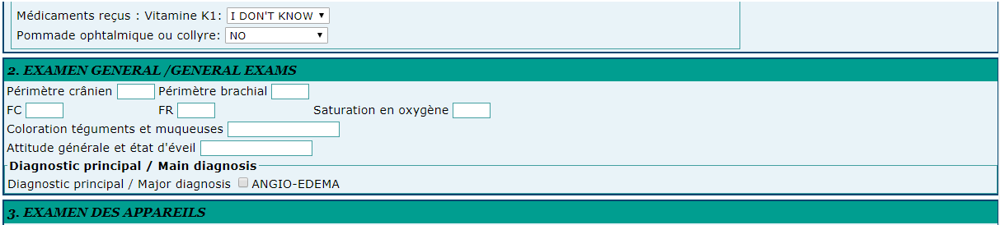 Médicaments reçus : Vitamine K1: I DON'T KNOW
Pommade ophtalmique ou collyre: NO
2. EXAMEN GENERAL /GENERAL EXAMS
Périmètre crânien Périmètre brachial
FC FR Saturation en oxygène
Coloration téguments et muqueuses
Attitude générale et état d'éveil
Diagnostic principal / Main diagnosis
Diagnostic principal / Major diagnosis ANGIO-EDEMA
3. EXAMEN DES APPAREILS